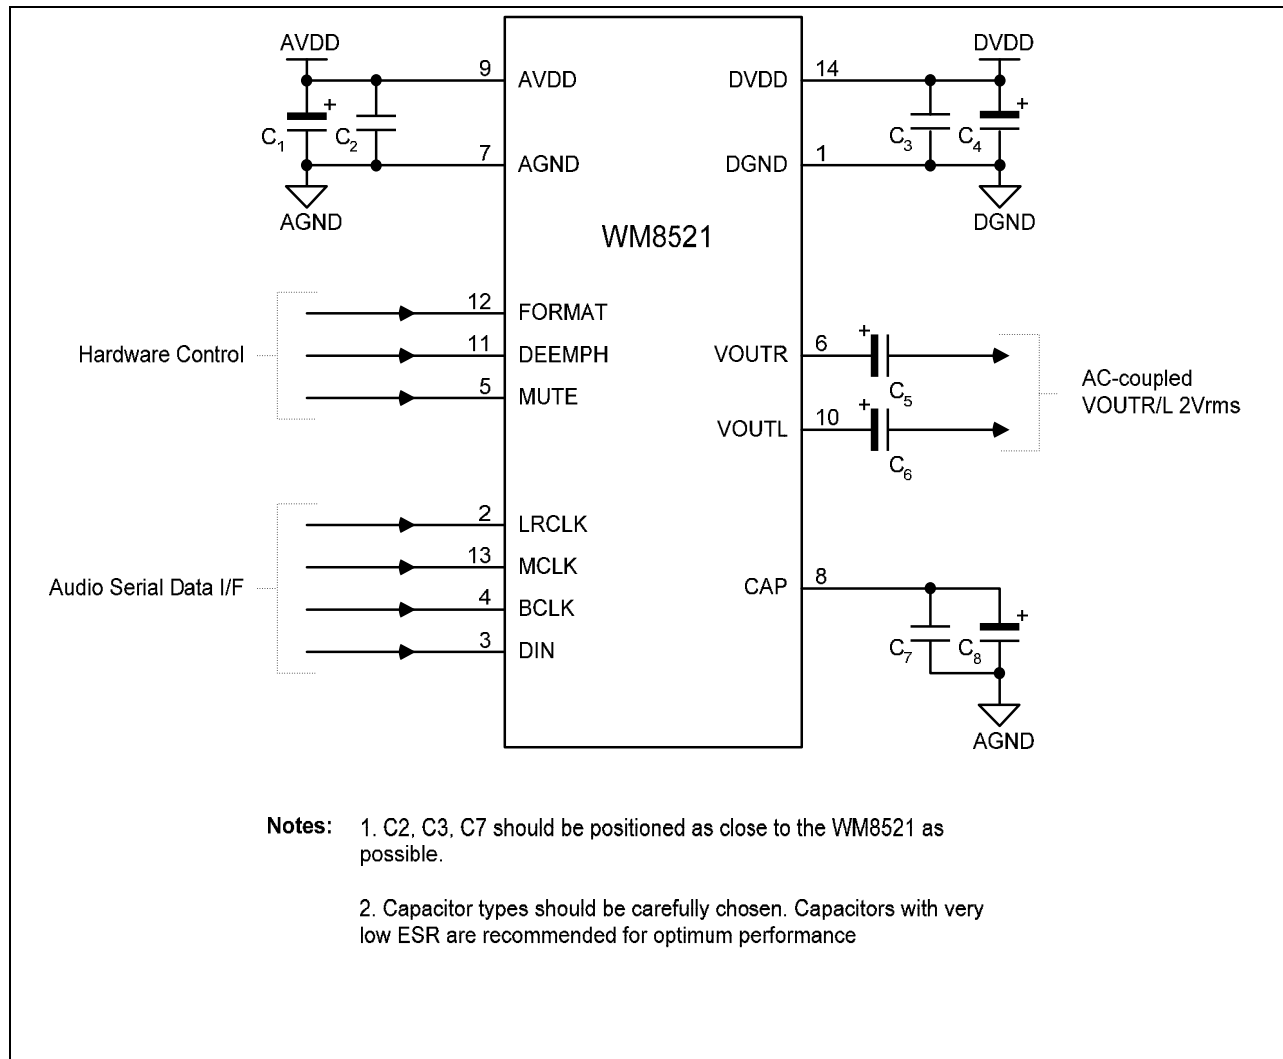 AVDD
DVDD
9
AVDD
DVDD
14
+
+
C1
C2
C3
C4
7
AGND
DGND
1
AGND
DGND
WM8521
12
FORMAT
Hardware Control
11
DEEMPH
VOUTR
6
+
C5
5
MUTE
AC-coupled
VOUTR/L 2Vrms
VOUTL
10
+
C6
2
LRCLK
13
MCLK
Audio Serial Data I/F
4
BCLK
3
DIN
CAP
8
+
C7
C8
AGND
Notes: 1. C2, C3, C7 should be positioned as close to the WM8521 as
possible.
2. Capacitor types should be carefully chosen. Capacitors with very
low ESR are recommended for optimum performance